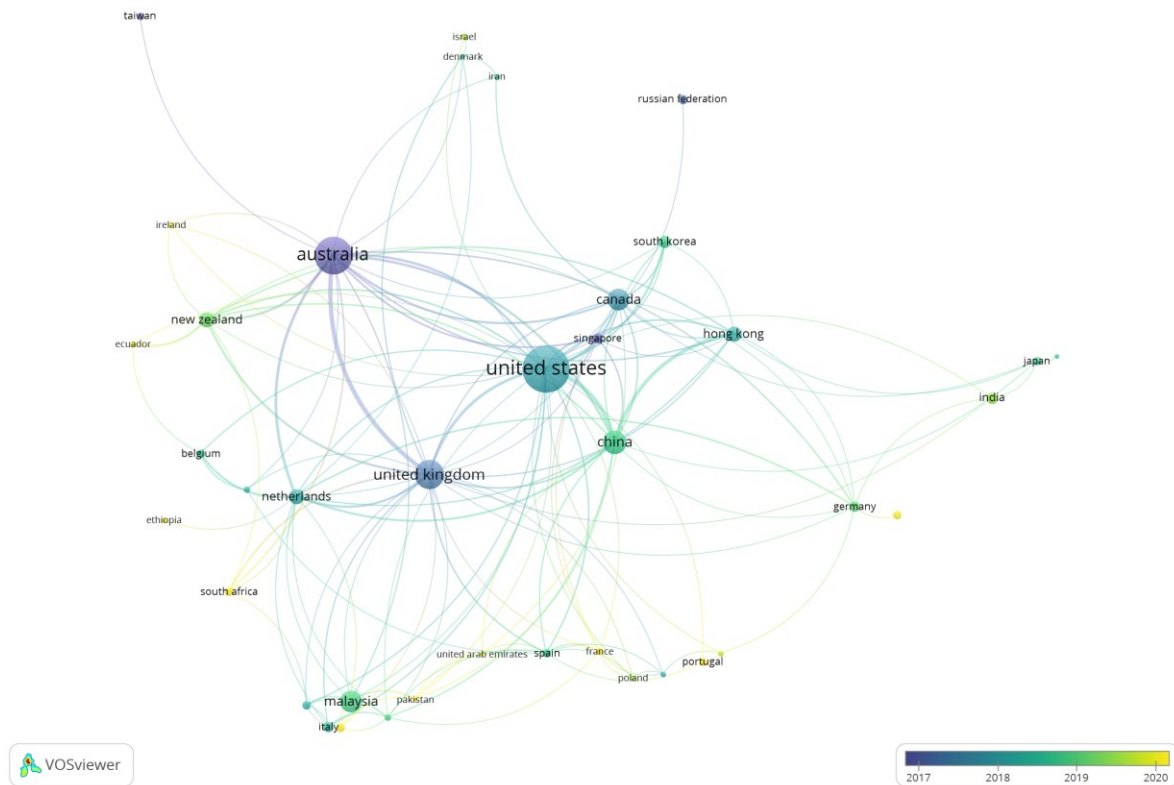 taiwan
israel
denmark
iran
russian federation
ireland
south korea
australia
canada
new zealand
hong kong
singapore
ecuador
united states
japan
india
china
belgium
united kingdom
netherlands
germany
ethiopia
south africa
united arab emirates
spain
france
portugal
poland
malaysia
pakistan
italy
VOSviewer
2017 2018 2019 2020